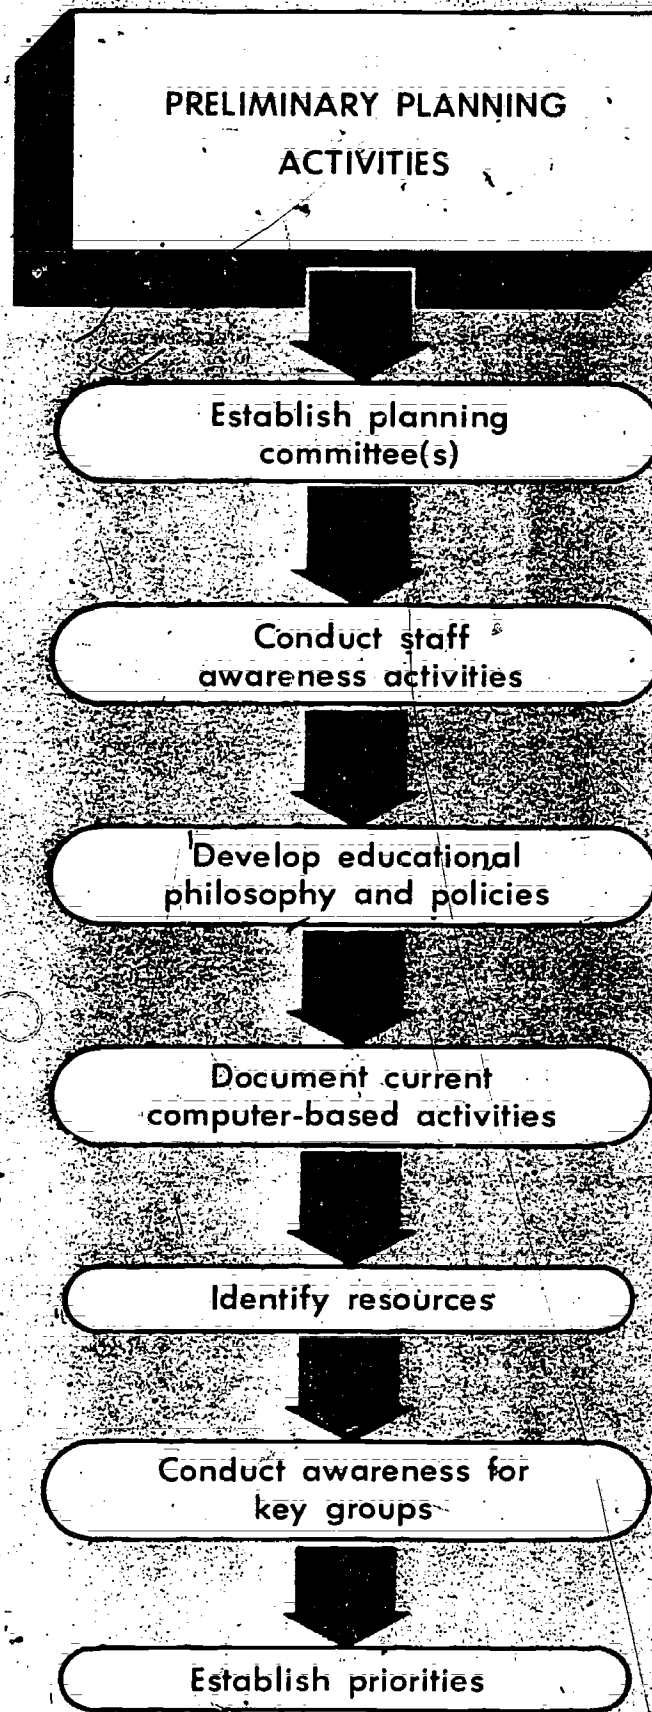 PRELIMINARY PLANNING
ACTIVITIES
Establish planning
committee(s)
Conduct staff
awareness activities
Develop educational
philosophy and policies
Document current
computer-based activities
Identify resources
Conduct awareness for
key groups
Establish priorities